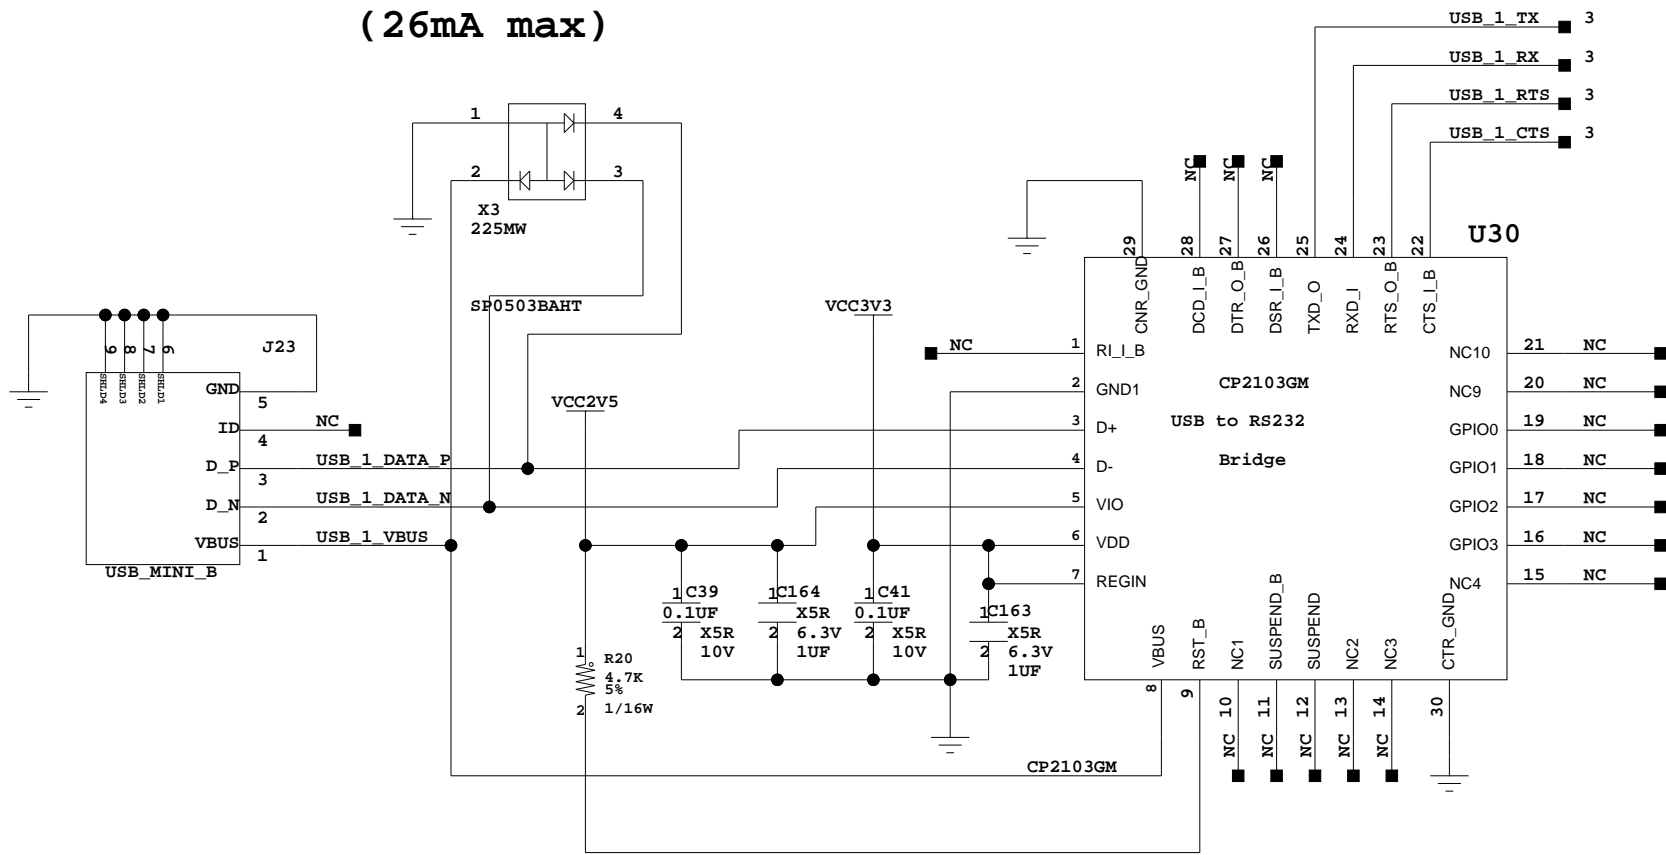 (26mA max)
USB_1_TX 3
USB_1_RX 3
USB_1_RTS 3
USB_1_CTS 3
1 4
2 3
X3
225MW
SP0503BAHT
NC NC NC
U30
29 28 27 26 25 24 23 22
CNR_GND DCD_I_B DTR_O_B DSR_I_B TXD_O RXD_I RTS_O_B CTS_I_B
VCC3V3
J23
9 8 7 6
SHLD4 SHLD3 SHLD2 SHLD1
GND 5
ID 4 NC
D_P 3 USB_1_DATA_P
D_N 2 USB_1_DATA_N
VBUS 1 USB_1_VBUS
USB_MINI_B
VCC2V5
NC 1 RI_I_B
2 GND1
3 D+
4 D-
5 VIO
6 VDD
7 REGIN
CP2103GM
USB to RS232
Bridge
NC10 21 NC
NC9 20 NC
GPIO0 19 NC
GPIO1 18 NC
GPIO2 17 NC
GPIO3 16 NC
NC4 15 NC
1 C39
0.1UF
2 X5R
10V
1 C164
X5R
2 6.3V
1UF
1 C41
0.1UF
2 X5R
10V
1 C163
X5R
2 6.3V
1UF
1 R20
4.7K
5%
2 1/16W
VBUS RST_B NC1 SUSPEND_B SUSPEND NC2 NC3 CTR_GND
8 9 10 11 12 13 14 30
NC NC NC NC NC
CP2103GM